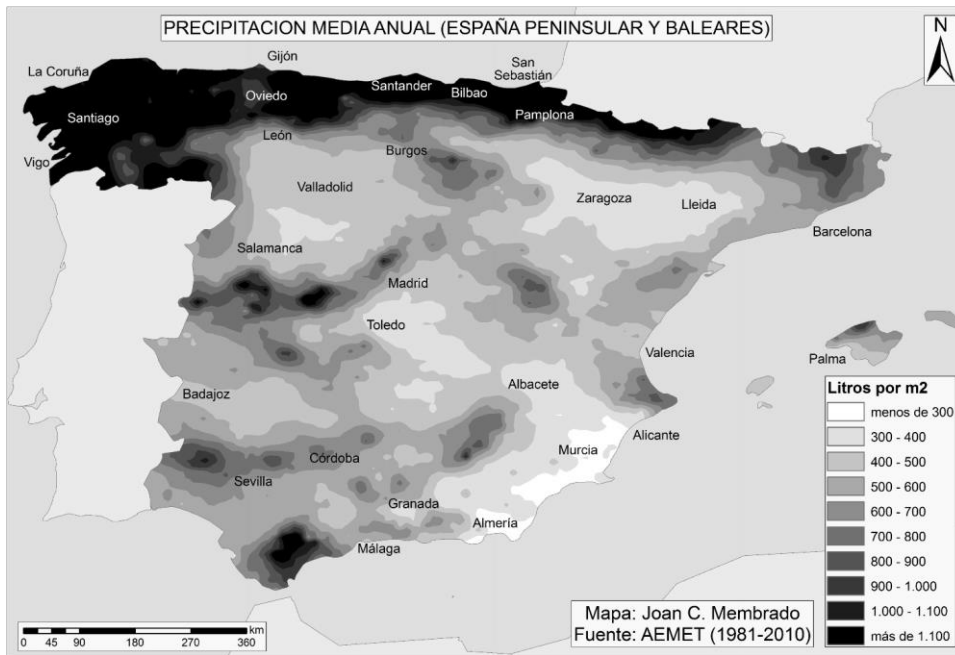 PRECIPITACION MEDIA ANUAL (ESPAÑA PENINSULAR Y BALEARES)
N
Gijón
La Coruña
San
Sebastián
Santander
Oviedo
Bilbao
Santiago
Pamplona
León
Burgos
Vigo
Valladolid
Zaragoza
Lleida
Barcelona
Salamanca
Madrid
Toledo
Valencia
Palma
Albacete
Badajoz
Alicante
Murcia
Córdoba
Sevilla
Granada
Almería
Málaga
Litros por m2
menos de 300
300 - 400
400 - 500
500 - 600
600 - 700
700 - 800
800 - 900
900 - 1.000
1.000 - 1.100
más de 1.100
Mapa: Joan C. Membrado
Fuente: AEMET (1981-2010)
km
0 45 90 180 270 360